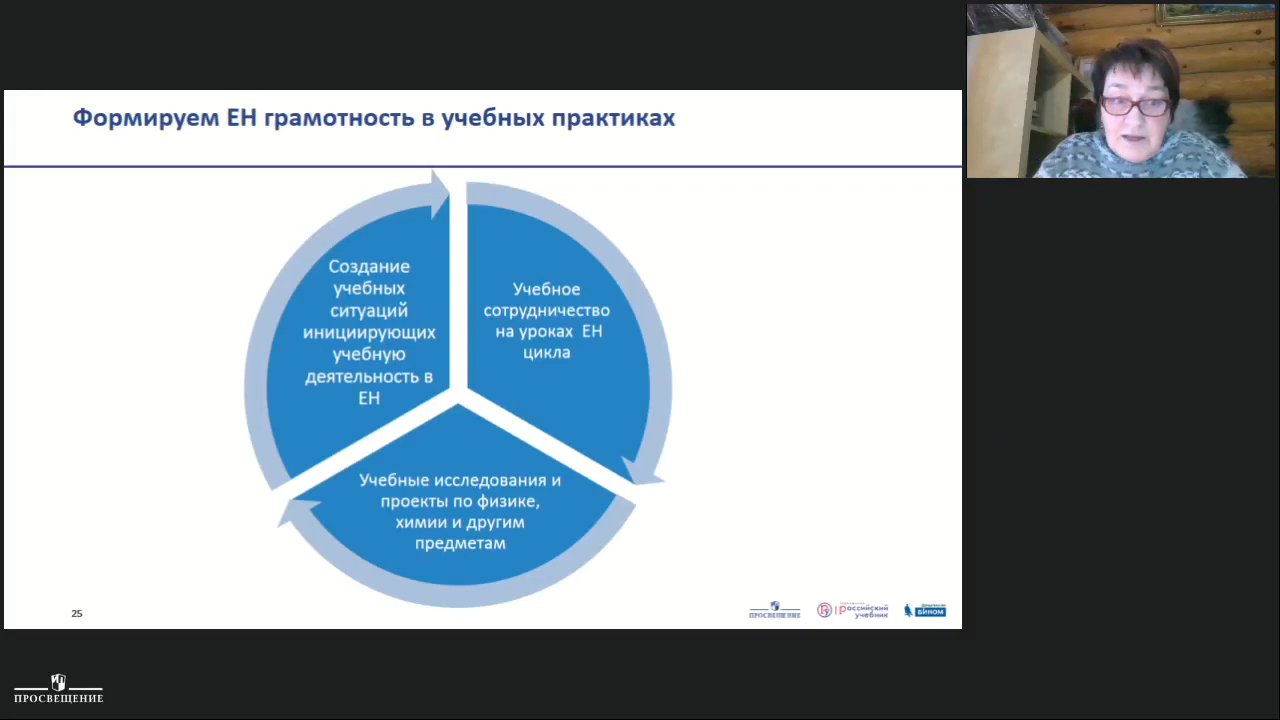 Формируем ЕН грамотность в учебных практиках
Создание
учебных
ситуаций
инициирующих
учебную
деятельность в
ЕН
Учебное
сотрудничество
на уроках ЕН
цикла
Учебные исследования и
проекты по физике,
химии и другим
предметам
25
ПРОСВЕЩЕНИЕ
российский
учебник
БИНОМ
ПРОСВЕЩЕНИЕ